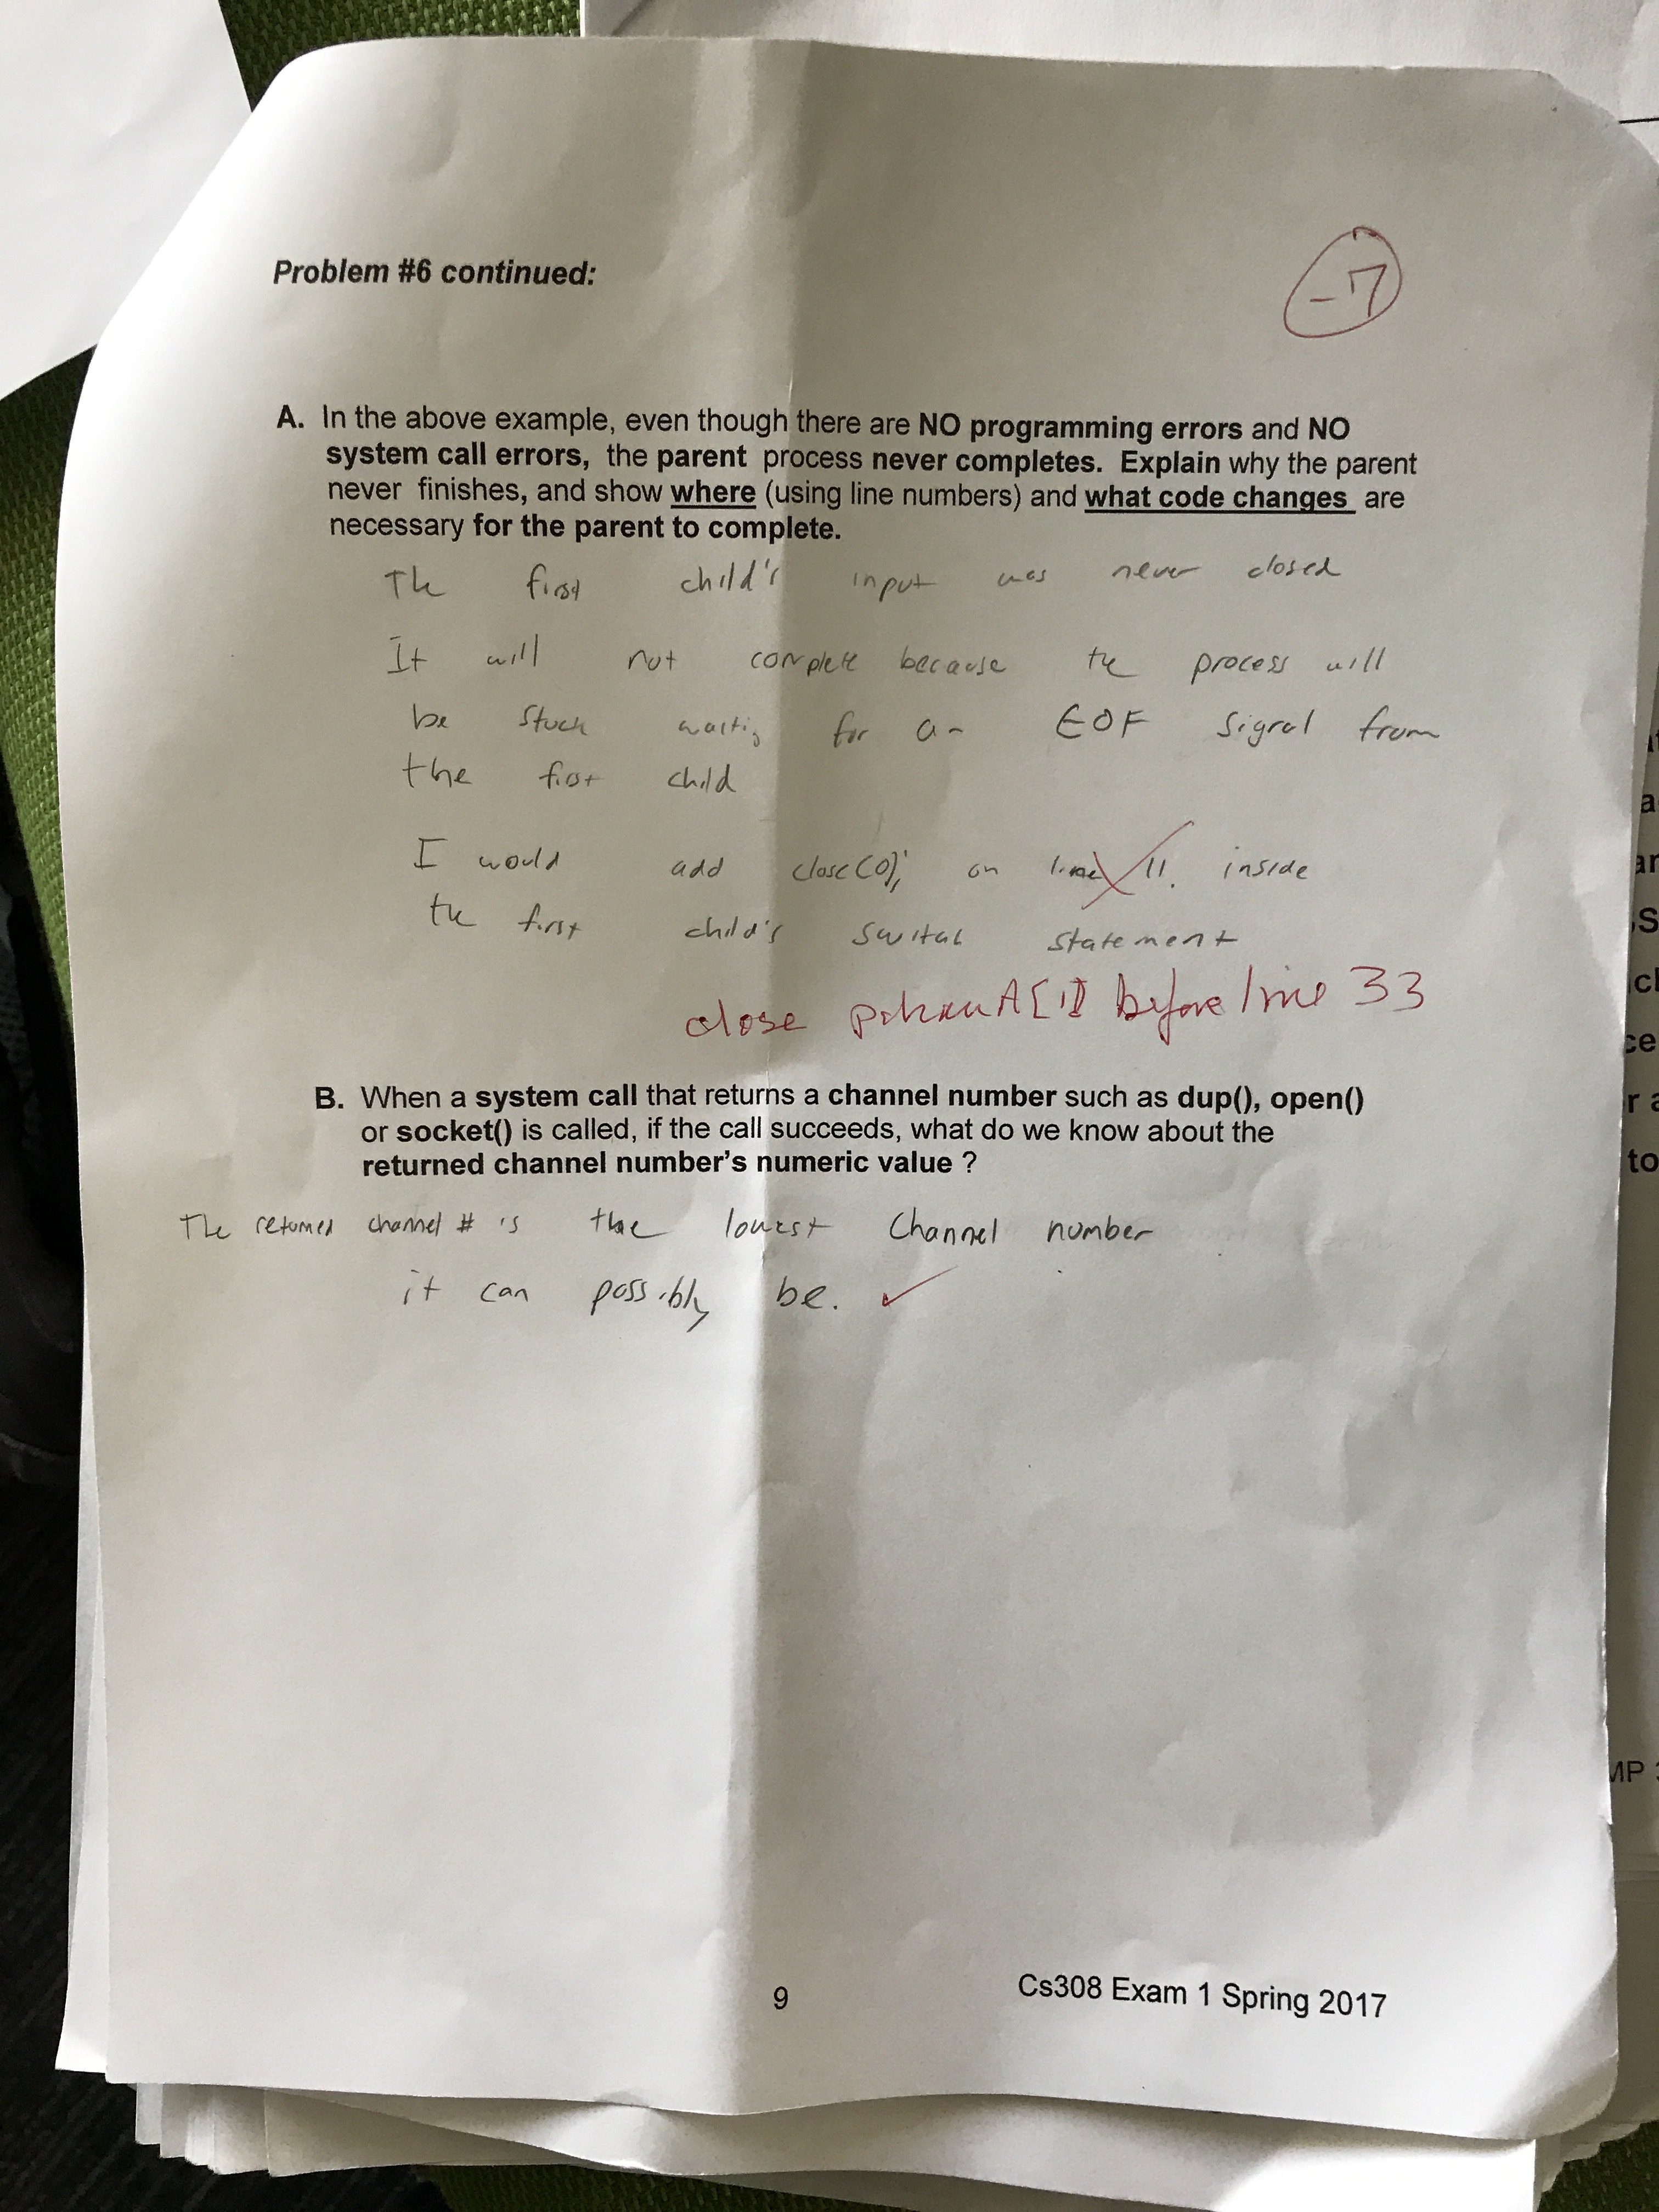 Problem #6 continued:
-7
A. In the above example, even though there are NO programming errors and NO
system call errors, the parent process never completes. Explain why the parent
never finishes, and show where (using line numbers) and what code changes are
necessary for the parent to complete.
The first child's input was never closed
It will not complete because the process will
be stuck waiting for an EOF signal from
the first child
I would add close(0); on line 11. inside
the first child's switch statement
close before line 33
B. When a system call that returns a channel number such as dup(), open()
or socket() is called, if the call succeeds, what do we know about the
returned channel number's numeric value ?
The returned channel # is the lowest channel number
it can possibly be.
9
Cs308 Exam 1 Spring 2017